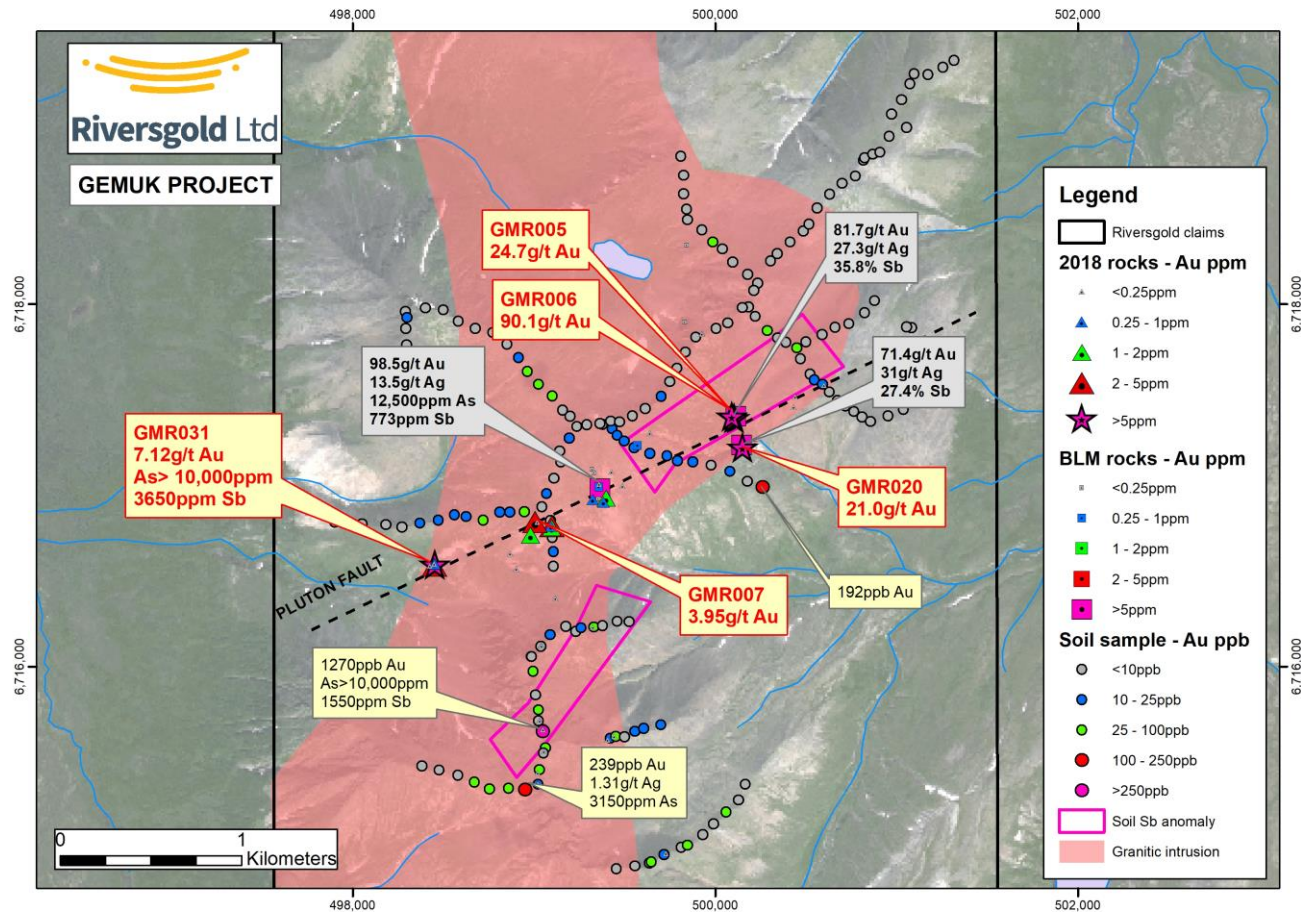 498,000
500,000
502,000
Riversgold Ltd
GEMUK PROJECT
GMR005
24.7g/t Au
81.7g/t Au
27.3g/t Ag
35.8% Sb
GMR006
90.1g/t Au
6,718,000
6,718,000
98.5g/t Au
13.5g/t Ag
12,500ppm As
773ppm Sb
71.4g/t Au
31g/t Ag
27.4% Sb
GMR031
7.12g/t Au
As> 10,000ppm
3650ppm Sb
GMR020
21.0g/t Au
PLUTON FAULT
GMR007
3.95g/t Au
192ppb Au
6,716,000
6,716,000
1270ppb Au
As>10,000ppm
1550ppm Sb
239ppb Au
1.31g/t Ag
3150ppm As
0 1
Kilometers
Legend
Riversgold claims
2018 rocks - Au ppm
<0.25ppm
0.25 - 1ppm
1 - 2ppm
2 - 5ppm
>5ppm
BLM rocks - Au ppm
<0.25ppm
0.25 - 1ppm
1 - 2ppm
2 - 5ppm
>5ppm
Soil sample - Au ppb
<10ppb
10 - 25ppb
25 - 100ppb
100 - 250ppb
>250ppb
Soil Sb anomaly
Granitic intrusion
498,000
500,000
502,000